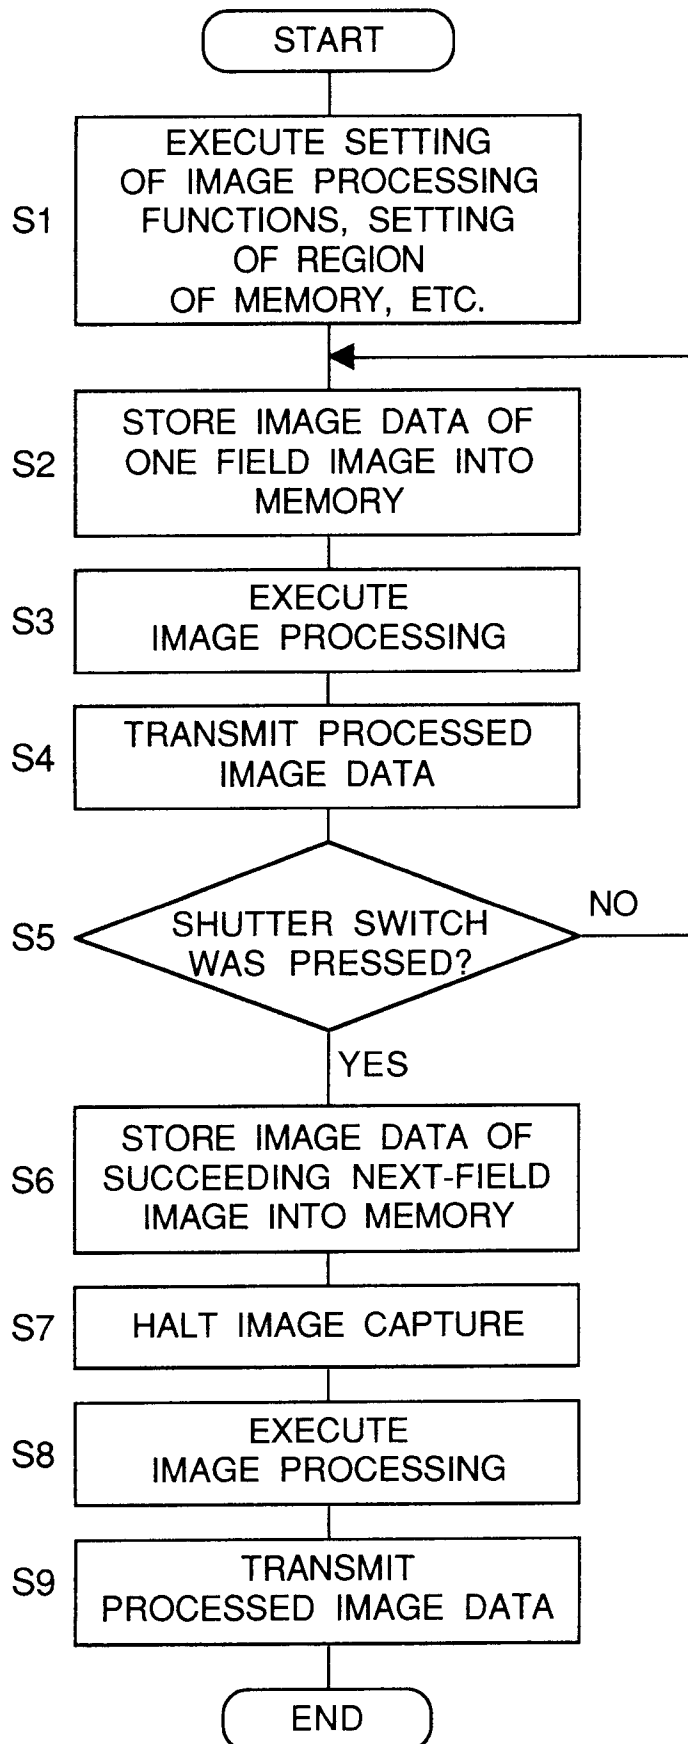 START
S1
EXECUTE SETTING
OF IMAGE PROCESSING
FUNCTIONS, SETTING
OF REGION
OF MEMORY, ETC.
S2
STORE IMAGE DATA OF
ONE FIELD IMAGE INTO
MEMORY
S3
EXECUTE
IMAGE PROCESSING
S4
TRANSMIT PROCESSED
IMAGE DATA
S5
SHUTTER SWITCH
WAS PRESSED?
NO
YES
S6
STORE IMAGE DATA OF
SUCCEEDING NEXT-FIELD
IMAGE INTO MEMORY
S7
HALT IMAGE CAPTURE
S8
EXECUTE
IMAGE PROCESSING
S9
TRANSMIT
PROCESSED IMAGE DATA
END